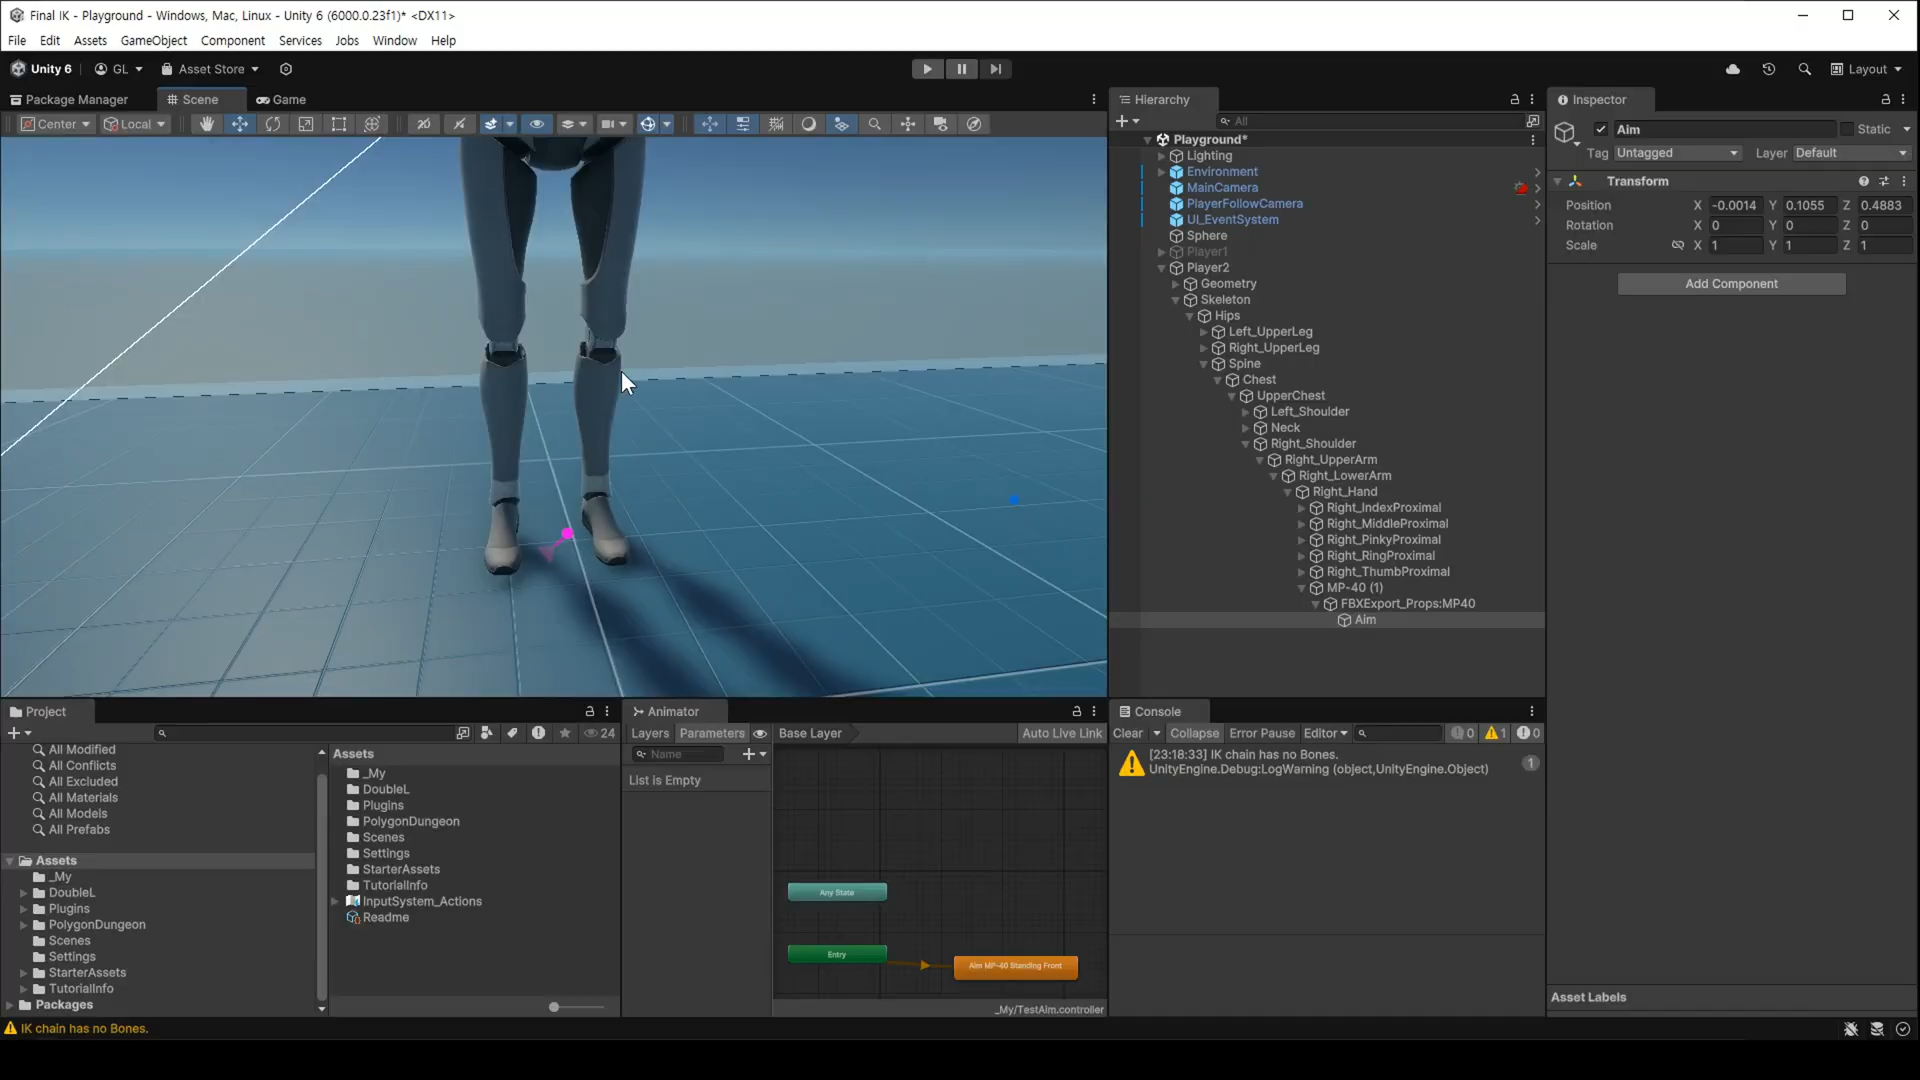 Final IK - Playground - Windows, Mac, Linux - Unity 6 (6000.0.23f1)* <DX11>
File Edit Assets GameObject Component Services Jobs Window Help
Unity 6 GL Asset Store Layout
Package Manager Scene Game
Center Local 2D
Hierarchy
All
Playground*
Lighting
Environment
MainCamera
PlayerFollowCamera
UI_EventSystem
Sphere
Player1
Player2
Geometry
Skeleton
Hips
Left_UpperLeg
Right_UpperLeg
Spine
Chest
UpperChest
Left_Shoulder
Neck
Right_Shoulder
Right_UpperArm
Right_LowerArm
Right_Hand
Right_IndexProximal
Right_MiddleProximal
Right_PinkyProximal
Right_RingProximal
Right_ThumbProximal
MP-40 (1)
FBXExport_Props:MP40
Aim
Inspector
Aim Static
Tag Untagged Layer Default
Transform
Position X -0.0014 Y 0.1055 Z 0.4883
Rotation X 0 Y 0 Z 0
Scale X 1 Y 1 Z 1
Add Component
Asset Labels
Project
24
All Modified
All Conflicts
All Excluded
All Materials
All Models
All Prefabs
Assets
_My
DoubleL
Plugins
PolygonDungeon
Scenes
Settings
StarterAssets
TutorialInfo
Packages
Assets
_My
DoubleL
Plugins
PolygonDungeon
Scenes
Settings
StarterAssets
TutorialInfo
InputSystem_Actions
Readme
Animator
Layers Parameters Base Layer Auto Live Link
Name
List is Empty
Any State
Entry
Aim MP-40 Standing Front
_My/TestAim.controller
Console
Clear Collapse Error Pause Editor 0 1 0
[23:18:33] IK chain has no Bones.
UnityEngine.Debug:LogWarning (object,UnityEngine.Object)
1
IK chain has no Bones.